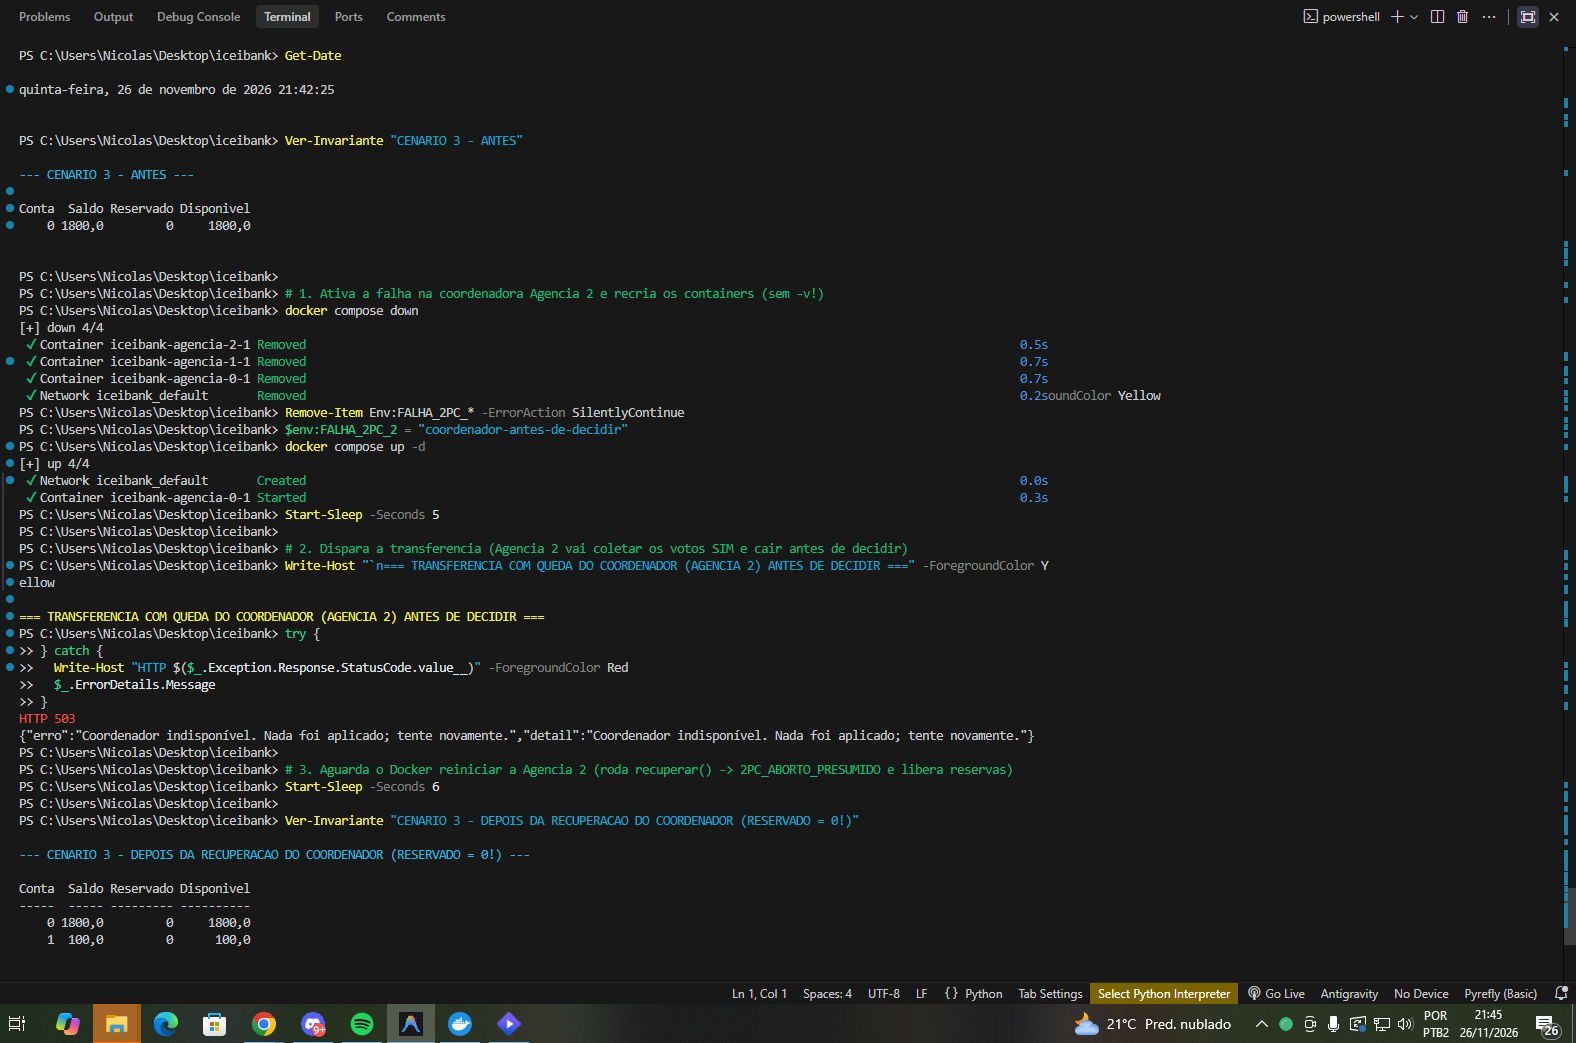 Problems Output Debug Console Terminal Ports Comments powershell
PS C:\Users\Nicolas\Desktop\iceibank> Get-Date
quinta-feira, 26 de novembro de 2026 21:42:25
PS C:\Users\Nicolas\Desktop\iceibank> Ver-Invariante "CENARIO 3 - ANTES"
--- CENARIO 3 - ANTES ---
Conta  Saldo Reservado Disponivel
    0 1800,0         0     1800,0
PS C:\Users\Nicolas\Desktop\iceibank>
PS C:\Users\Nicolas\Desktop\iceibank> # 1. Ativa a falha na coordenadora Agencia 2 e recria os containers (sem -v!)
PS C:\Users\Nicolas\Desktop\iceibank> docker compose down
[+] down 4/4
✓ Container iceibank-agencia-2-1 Removed 0.5s
✓ Container iceibank-agencia-1-1 Removed 0.7s
✓ Container iceibank-agencia-0-1 Removed 0.7s
✓ Network iceibank_default Removed 0.2soundColor Yellow
PS C:\Users\Nicolas\Desktop\iceibank> Remove-Item Env:FALHA_2PC_* -ErrorAction SilentlyContinue
PS C:\Users\Nicolas\Desktop\iceibank> $env:FALHA_2PC_2 = "coordenador-antes-de-decidir"
PS C:\Users\Nicolas\Desktop\iceibank> docker compose up -d
[+] up 4/4
✓ Network iceibank_default Created 0.0s
✓ Container iceibank-agencia-0-1 Started 0.3s
PS C:\Users\Nicolas\Desktop\iceibank> Start-Sleep -Seconds 5
PS C:\Users\Nicolas\Desktop\iceibank>
PS C:\Users\Nicolas\Desktop\iceibank> # 2. Dispara a transferencia (Agencia 2 vai coletar os votos SIM e cair antes de decidir)
PS C:\Users\Nicolas\Desktop\iceibank> Write-Host "`n=== TRANSFERENCIA COM QUEDA DO COORDENADOR (AGENCIA 2) ANTES DE DECIDIR ===" -ForegroundColor Y
ellow
=== TRANSFERENCIA COM QUEDA DO COORDENADOR (AGENCIA 2) ANTES DE DECIDIR ===
PS C:\Users\Nicolas\Desktop\iceibank> try {
>> } catch {
>>   Write-Host "HTTP $($_.Exception.Response.StatusCode.value__)" -ForegroundColor Red
>>   $_.ErrorDetails.Message
>> }
HTTP 503
{"erro":"Coordenador indisponível. Nada foi aplicado; tente novamente.","detail":"Coordenador indisponível. Nada foi aplicado; tente novamente."}
PS C:\Users\Nicolas\Desktop\iceibank>
PS C:\Users\Nicolas\Desktop\iceibank> # 3. Aguarda o Docker reiniciar a Agencia 2 (roda recuperar() -> 2PC_ABORTO_PRESUMIDO e libera reservas)
PS C:\Users\Nicolas\Desktop\iceibank> Start-Sleep -Seconds 6
PS C:\Users\Nicolas\Desktop\iceibank>
PS C:\Users\Nicolas\Desktop\iceibank> Ver-Invariante "CENARIO 3 - DEPOIS DA RECUPERACAO DO COORDENADOR (RESERVADO = 0!)"
--- CENARIO 3 - DEPOIS DA RECUPERACAO DO COORDENADOR (RESERVADO = 0!) ---
Conta  Saldo Reservado Disponivel
-----  ----- --------- ----------
    0 1800,0         0     1800,0
    1  100,0         0      100,0
Ln 1, Col 1 Spaces: 4 UTF-8 LF {} Python Tab Settings Select Python Interpreter Go Live Antigravity No Device Pyrefly (Basic)
9+ 21°C Pred. nublado POR 21:45
PTB2 26/11/2026 26